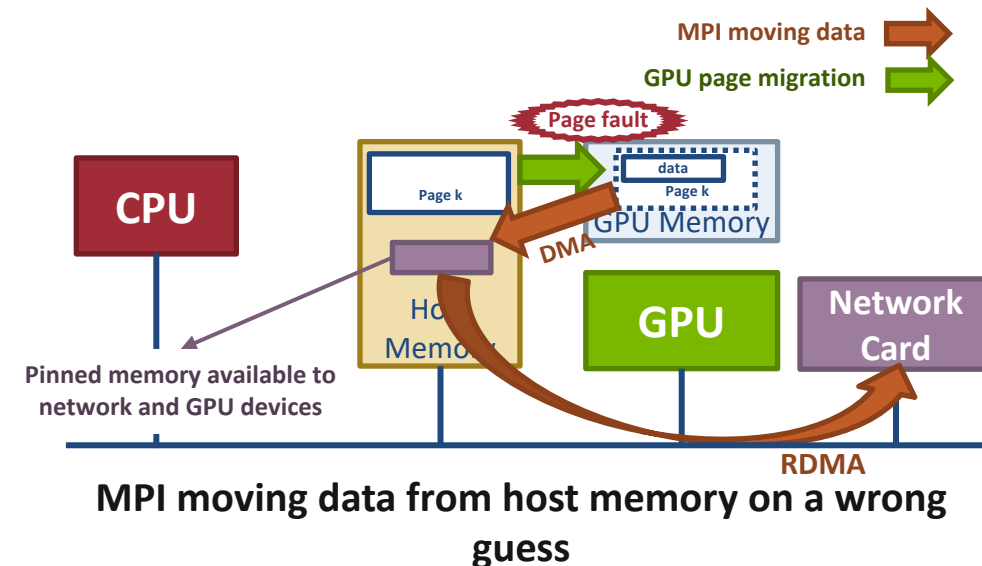 MPI moving data
GPU page migration
Page fault
data
Page k
Page k
CPU
GPU Memory
DMA
Memory
GPU
Network
Card
Pinned memory available to
network and GPU devices
RDMA
MPI moving data from host memory on a wrong
guess